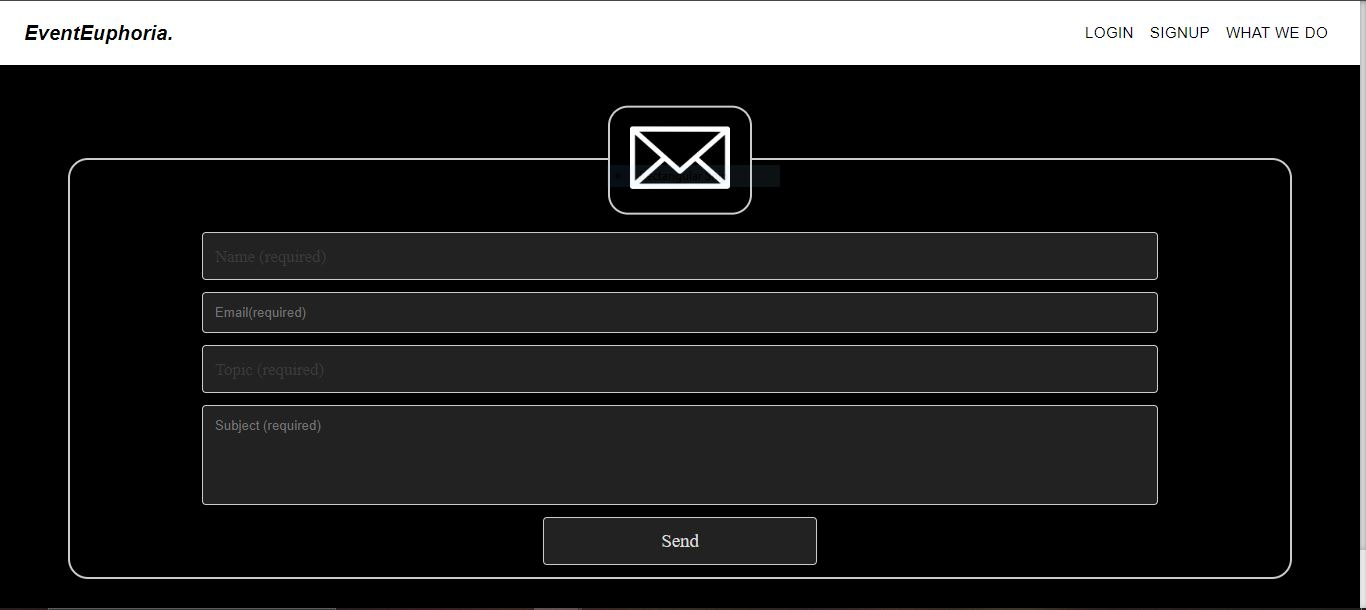 EventEuphoria.
LOGIN SIGNUP WHAT WE DO
Name (required)
Email(required)
Topic (required)
Subject (required)
Send